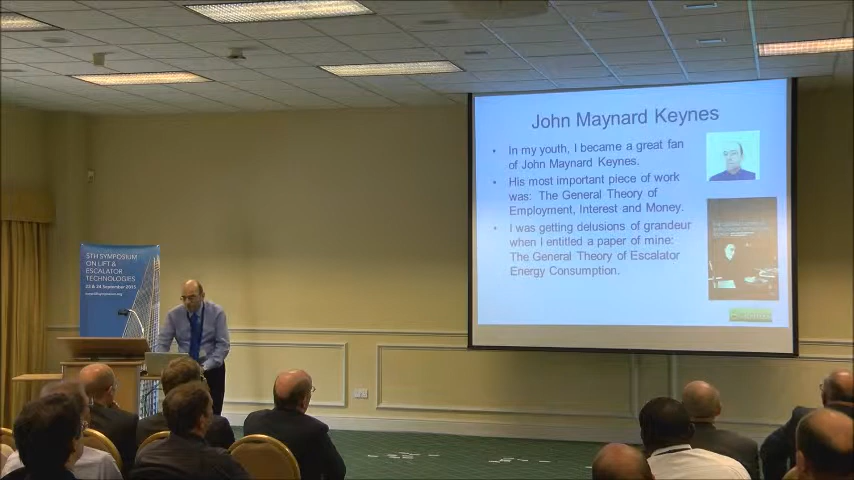 John Maynard Keynes
• In my youth, I became a great fan
of John Maynard Keynes.
• His most important piece of work
was: The General Theory of
Employment, Interest and Money.
• I was getting delusions of grandeur
when I entitled a paper of mine:
The General Theory of Escalator
Energy Consumption.
5TH SYMPOSIUM
ON LIFT &
ESCALATOR
TECHNOLOGIES
23 & 24 September 2015